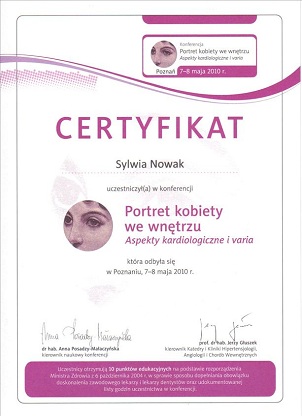 Konferencja
Portret kobiety we wnętrzu
Aspekty kardiologiczne i varia
Poznań 7–8 maja 2010 r.
CERTYFIKAT
Sylwia Nowak
uczestniczył(a) w konferencji
Portret kobiety
we wnętrzu
Aspekty kardiologiczne i varia
która odbyła się
w Poznaniu, 7–8 maja 2010 r.
dr hab. Anna Posadzy-Małaczyńska
kierownik naukowy konferencji
prof. dr hab. Jerzy Głuszek
kierownik Katedry i Kliniki Hipertensjologii,
Angiologii i Chorób Wewnętrznych
Uczestnicy otrzymują 10 punktów edukacyjnych na podstawie rozporządzenia
Ministra Zdrowia z 6 października 2004 r. w sprawie sposobu dopełnienia obowiązku
doskonalenia zawodowego lekarzy i lekarzy dentystów oraz udokumentowanej
listy godzin uczestnictwa w konferencji.